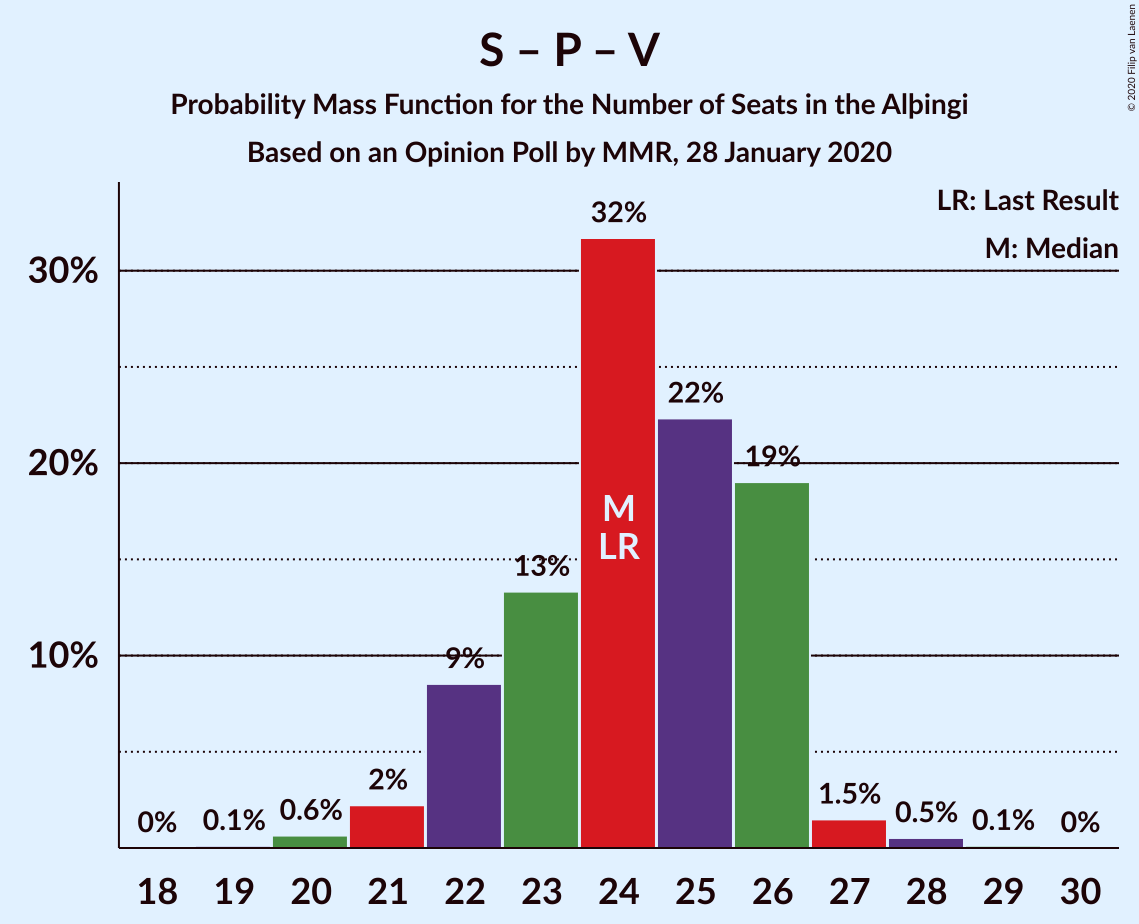 S – P – V
Probability Mass Function for the Number of Seats in the Alþingi
Based on an Opinion Poll by MMR, 28 January 2020
© 2020 Filip van Laenen
LR: Last Result
M: Median
30%
20%
10%
0%
0.1%
0.6%
2%
9%
13%
32%
22%
19%
1.5%
0.5%
0.1%
0%
M
LR
18 19 20 21 22 23 24 25 26 27 28 29 30